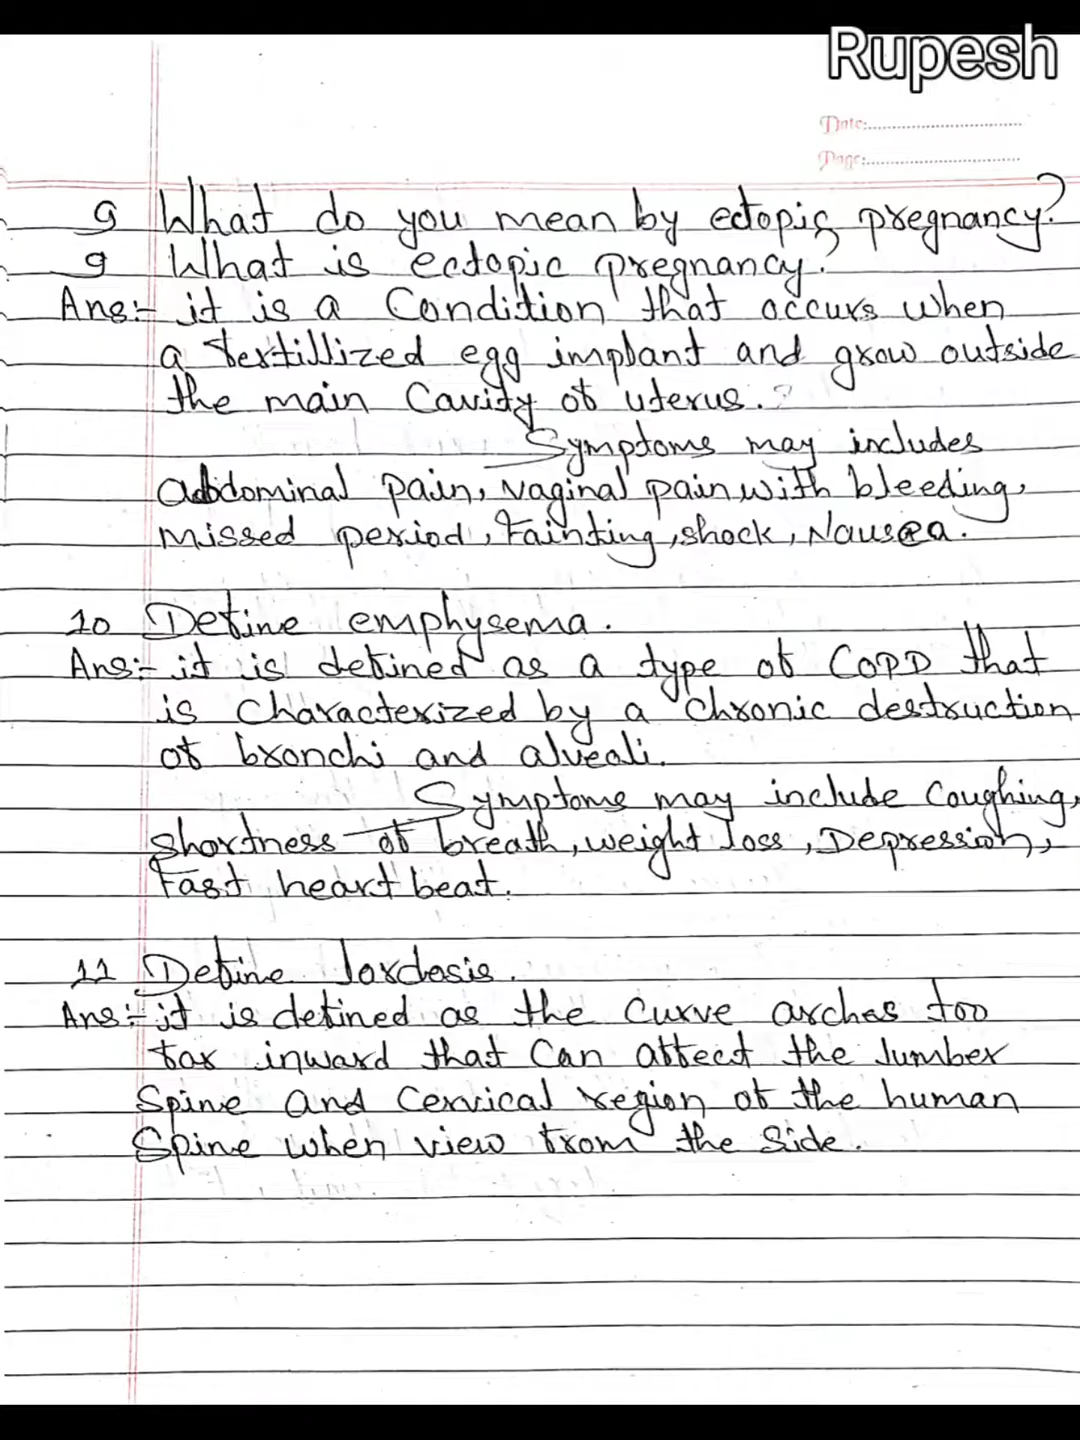 Rupesh
Date:
Page:
9 What do you mean by ectopic pregnancy?
9 What is ectopic pregnancy?
Ans:- it is a Condition that occurs when
a fertillized egg implant and grow outside
the main Cavity of uterus.
Symptoms may includes
abdominal pain, vaginal pain with bleeding,
missed period, fainting, shock, Nausea.
10 Define emphysema.
Ans:- it is defined as a type of COPD that
is characterized by a chronic destruction
of bronchi and alveoli.
Symptoms may include Coughing,
shortness of breath, weight loss, Depression,
Fast heart beat.
11 Define lordosis.
Ans:- it is defined as the curve arches too
far inward that can affect the lumber
Spine and Cervical region of the human
Spine when view from the side.